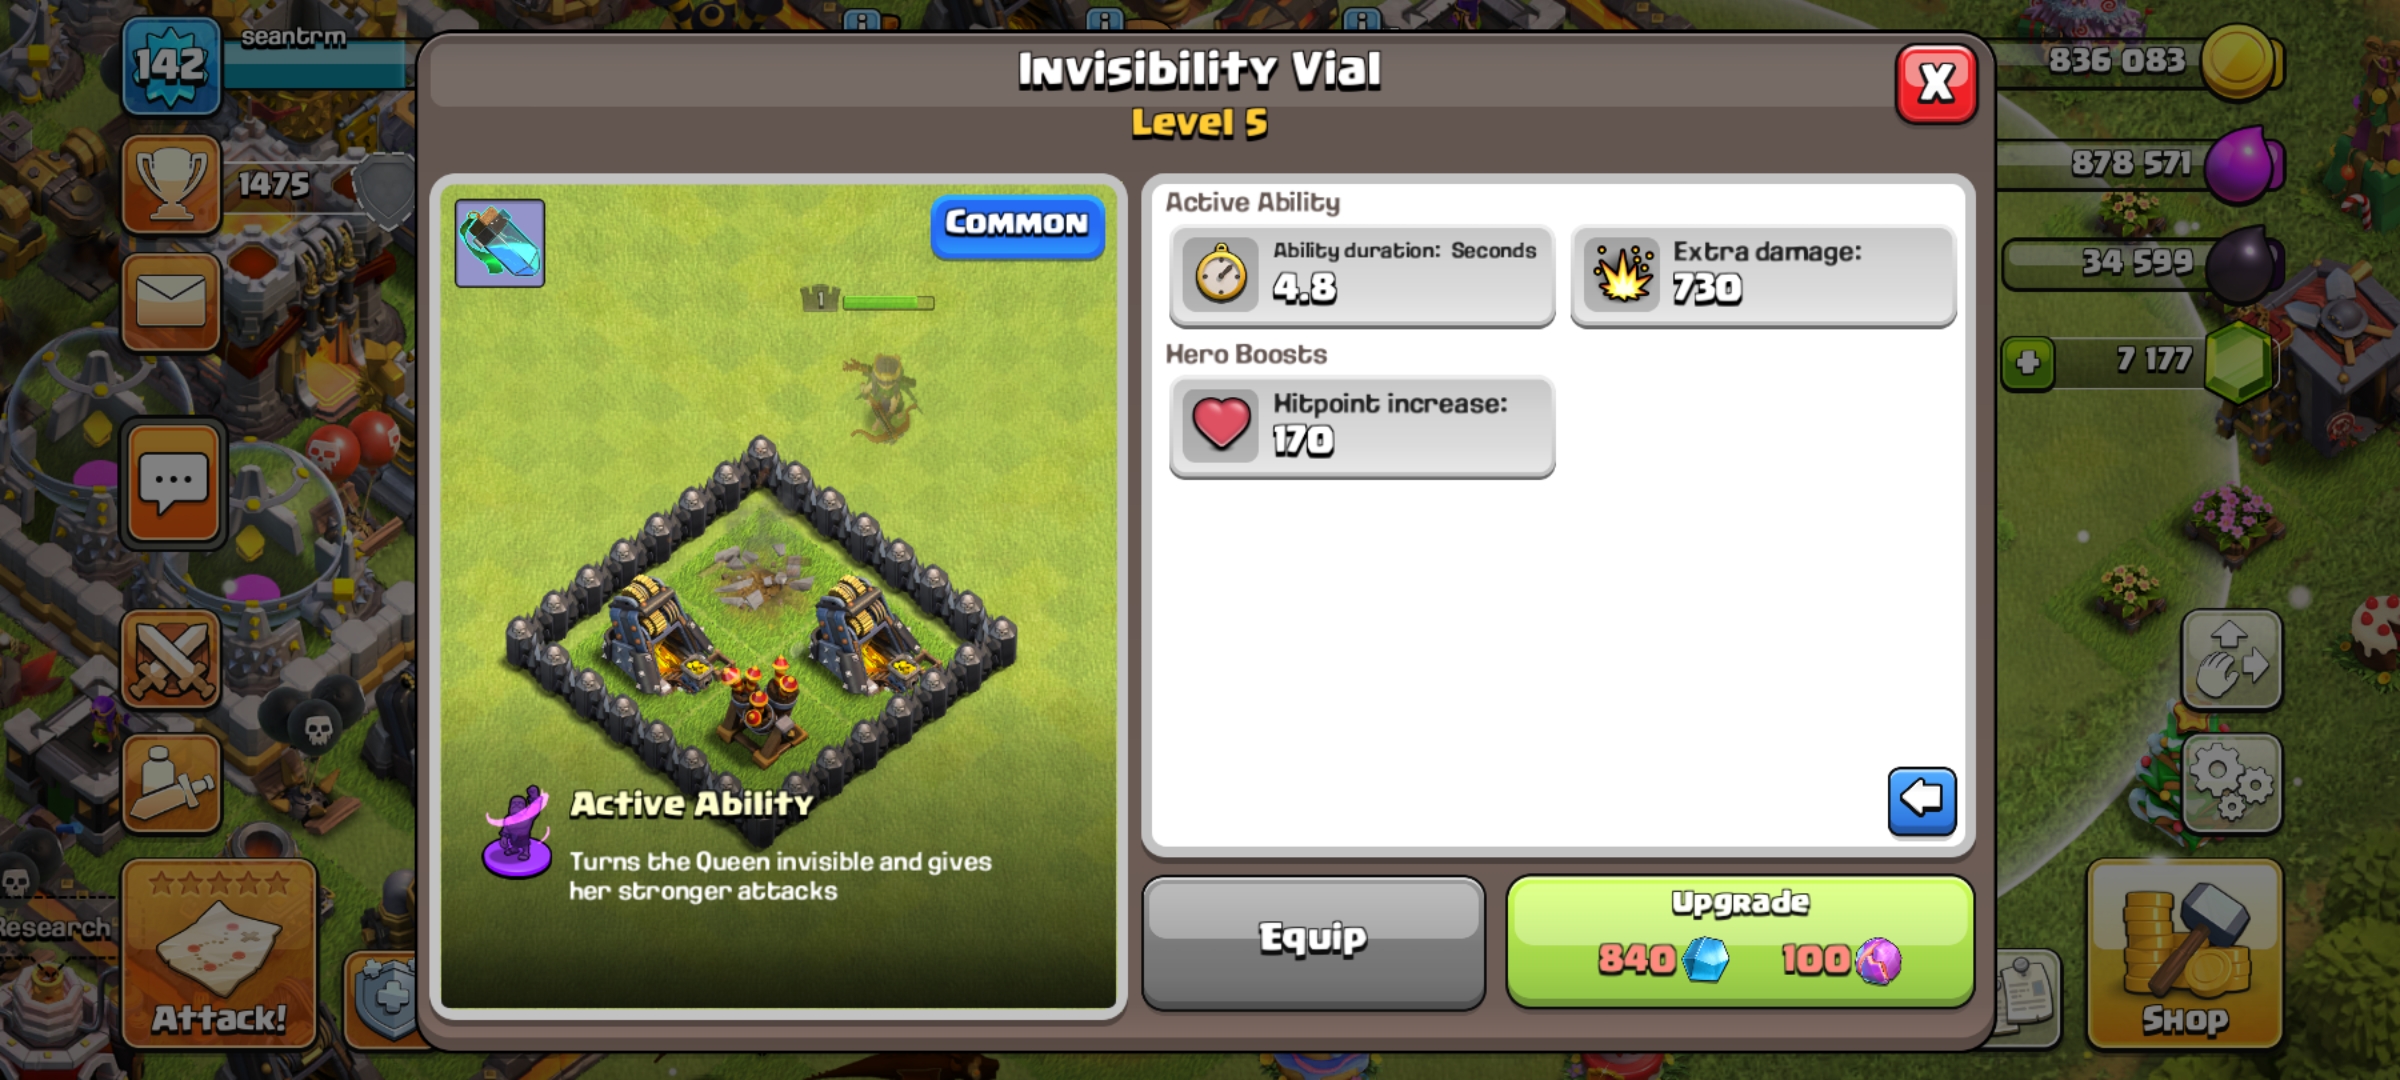 142
seantrm
1475
Invisibility Vial
Level 5
X
836 083
878 571
34 599
7 177
Common
1
Active Ability
Turns the Queen invisible and gives
her stronger attacks
Active Ability
Ability duration: Seconds
4.8
Extra damage:
730
Hero Boosts
Hitpoint increase:
170
Equip
Upgrade
840 100
Research
Attack!
Shop